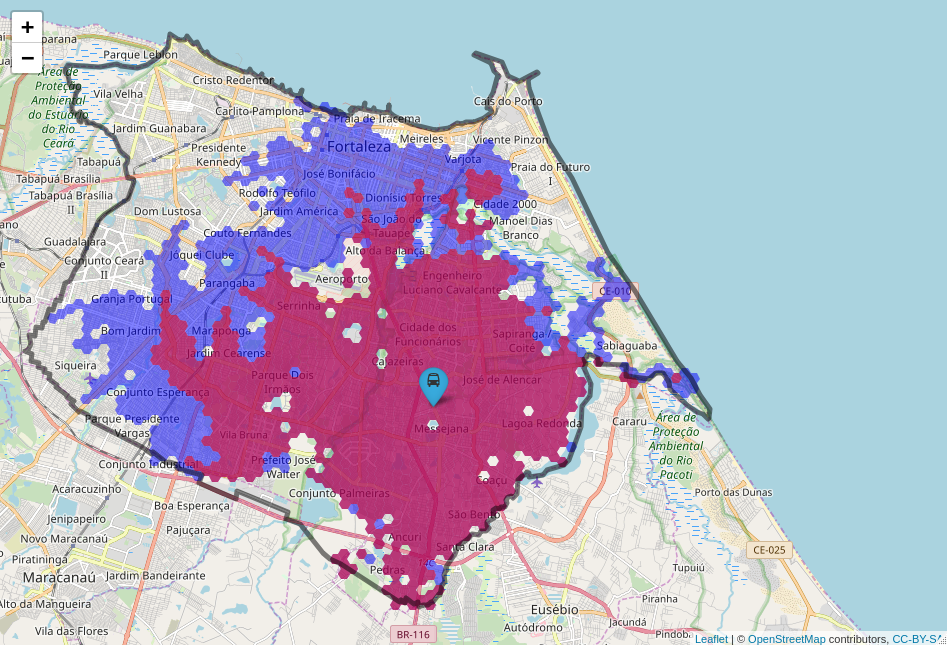 +
−
Parque Leblon
Cristo Redentor
Área de
Proteção
Ambiental
do Estuário
do Rio
Ceará
Vila Velha
Carlito Pamplona
Cais do Porto
Praia de Iracema
Jardim Guanabara
Presidente
Kennedy
Fortaleza
Meireles
Vicente Pinzon
Varjota
Praia do Futuro
I
Tabapuá
Tabapuá Brasília
Tabapuá Brasília
II
José Bonifácio
Rodolfo Teófilo
Dionísio Torres
Cidade 2000
Dom Lustosa
Jardim América
São João do
Tauape
Manoel Dias
Branco
Couto Fernandes
Guadalajara
Jóquei Clube
Alto da Balança
Conjunto Ceará
II
Parangaba
Aeroporto
Engenheiro
Luciano Cavalcante
CE-010
Granja Portugal
Serrinha
Bom Jardim
Maraponga
Cidade dos
Funcionários
Sapiranga /
Coité
Sabiaguaba
Jardim Cearense
Cajazeiras
Siqueira
Parque Dois
Irmãos
José de Alencar
Conjunto Esperança
Parque Presidente
Vargas
Vila Bruna
Messejana
Lagoa Redonda
Cararu
Área de
Proteção
Ambiental
do Rio
Pacoti
Conjunto Industrial
Prefeito José
Walter
Acaracuzinho
Conjunto Palmeiras
Coaçu
Porto das Dunas
Boa Esperança
São Bento
Jenipapeiro
Pajuçara
Novo Maracanaú
Ancuri
Santa Clara
CE-025
Piratininga
Maracanaú
Jardim Bandeirante
Pedras
Tupuiú
Alto da Mangueira
Eusébio
Piranha
Jacundá
Vila das Flores
BR-116
Autódromo
Leaflet | © OpenStreetMap contributors, CC-BY-SA